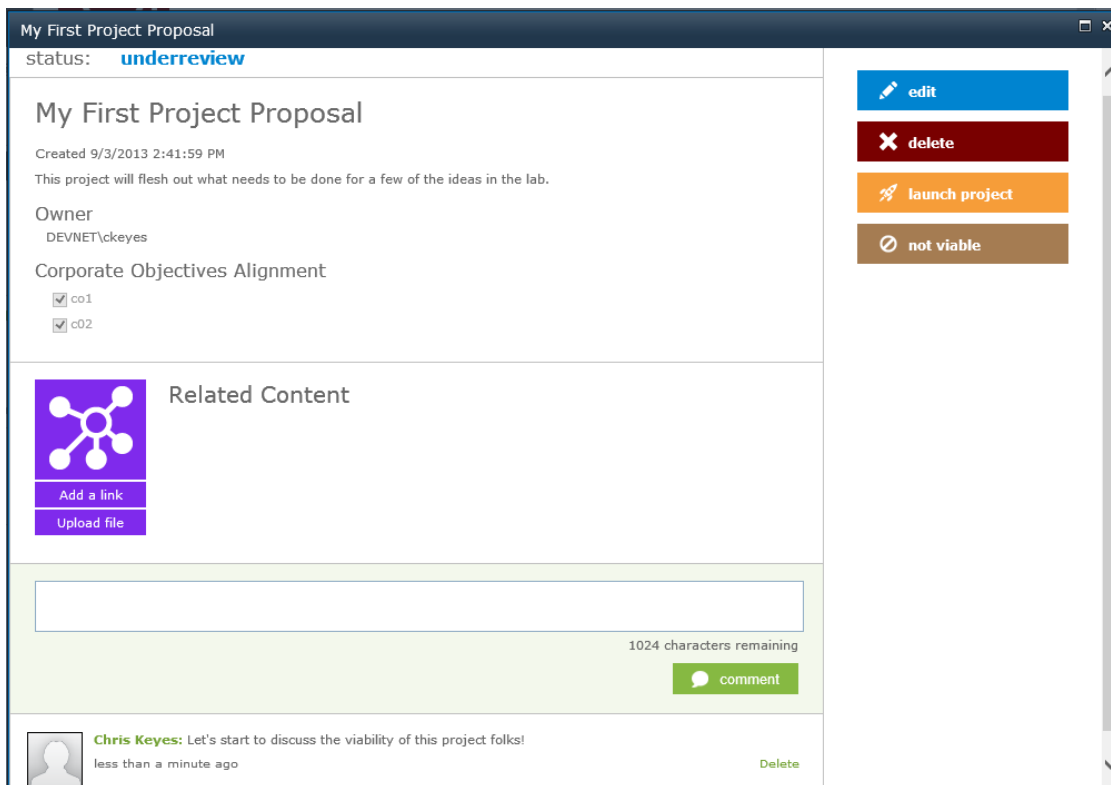 My First Project Proposal
status: underreview
My First Project Proposal
Created 9/3/2013 2:41:59 PM
This project will flesh out what needs to be done for a few of the ideas in the lab.
Owner
DEVNET\ckeyes
Corporate Objectives Alignment
co1
c02
Related Content
Add a link
Upload file
1024 characters remaining
comment
Chris Keyes: Let's start to discuss the viability of this project folks!
less than a minute ago Delete
edit
delete
launch project
not viable